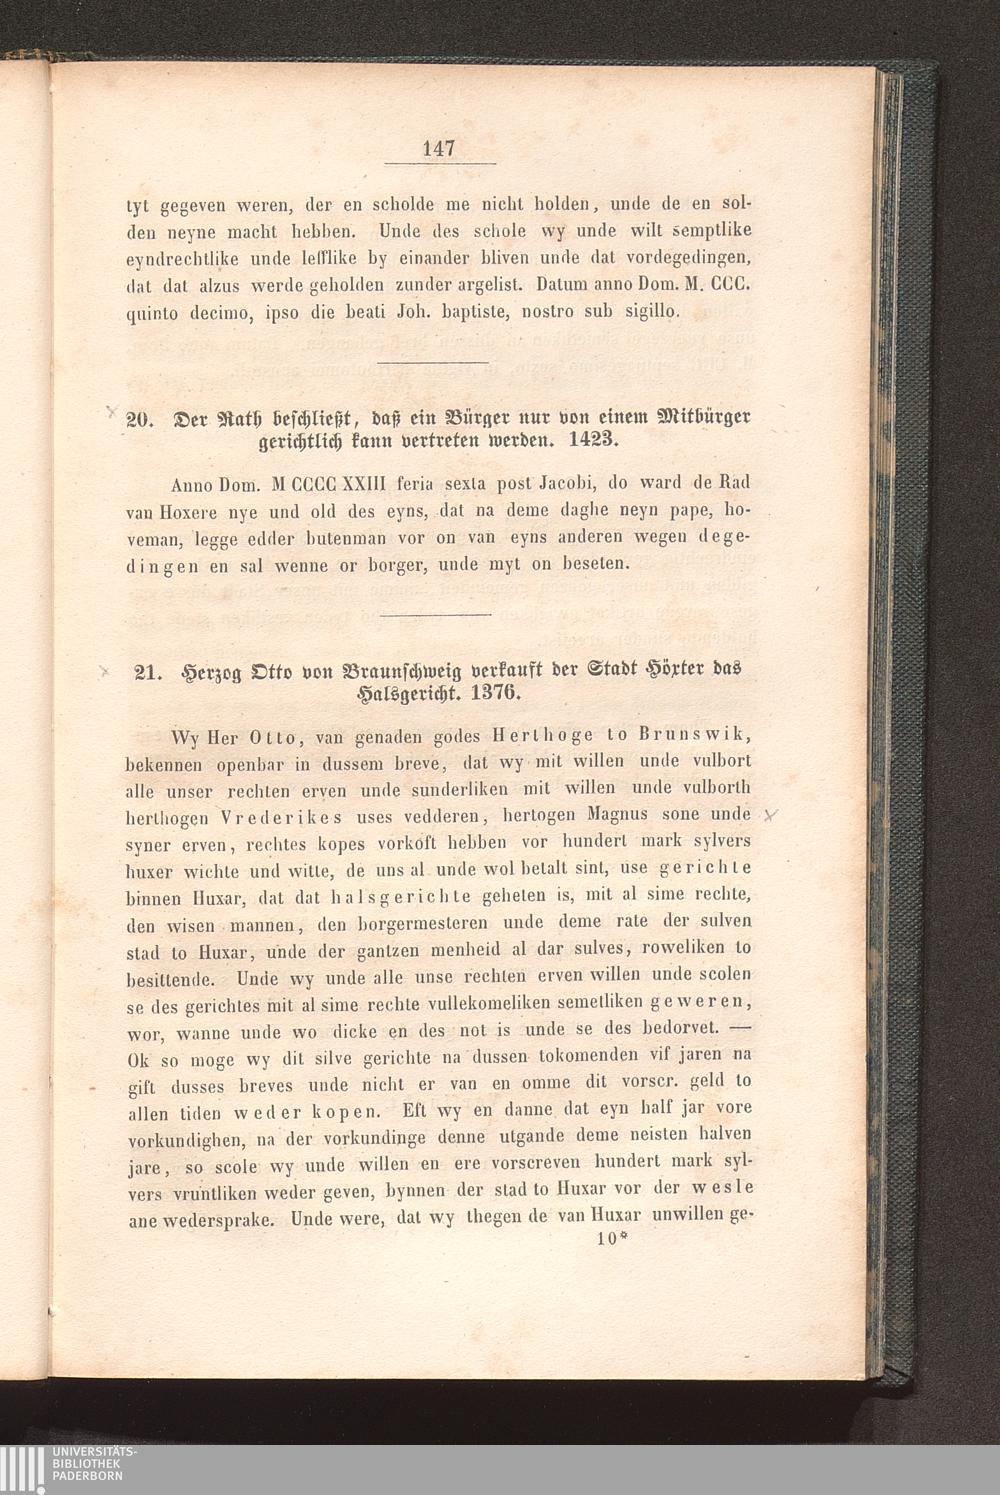 147
tyt gegeven weren, der en scholde me nicht holden, unde de en sol-
den neyne macht hebben. Unde des schole wy unde wilt semptlike
eyndrechtlike unde lefflike by einander bliven unde dat vordegedingen,
dat dat alzus werde geholden zunder argelist. Datum anno Dom. M. CCC.
quinto decimo, ipso die beati Joh. baptiste, nostro sub sigillo.
20. Der Rath beschließt, daß ein Bürger nur von einem Mitbürger
gerichtlich kann vertreten werden. 1423.
Anno Dom. M CCCC XXIII feria sexta post Jacobi, do ward de Rad
van Hoxere nye und old des eyns, dat na deme daghe neyn pape, ho-
veman, legge edder butenman vor on van eyns anderen wegen dege-
dingen en sal wenne or borger, unde myt on beseten.
21. Herzog Otto von Braunschweig verkauft der Stadt Höxter das
Halsgericht. 1376.
Wy Her Otto, van genaden godes Herthoge to Brunswik,
bekennen openbar in dussem breve, dat wy mit willen unde vulbort
alle unser rechten erven unde sunderliken mit willen unde vulborth
herthogen Vrederikes uses vedderen, hertogen Magnus sone unde
syner erven, rechtes kopes vorkoft hebben vor hundert mark sylvers
huxer wichte und witte, de uns al unde wol betalt sint, use gerichte
binnen Huxar, dat dat halsgerichte geheten is, mit al sime rechte,
den wisen mannen, den borgermesteren unde deme rate der sulven
stad to Huxar, unde der gantzen menheid al dar sulves, roweliken to
besittende. Unde wy unde alle unse rechten erven willen unde scolen
se des gerichtes mit al sime rechte vullekomeliken semetliken geweren,
wor, wanne unde wo dicke en des not is unde se des bedorvet. —
Ok so moge wy dit silve gerichte na dussen tokomenden vif jaren na
gift dusses breves unde nicht er van en omme dit vorscr. geld to
allen tiden weder kopen. Eft wy en danne dat eyn half jar vore
vorkundighen, na der vorkundinge denne utgande deme neisten halven
jare, so scole wy unde willen en ere vorscreven hundert mark syl-
vers vruntliken weder geven, bynnen der stad to Huxar vor der wesle
ane wedersprake. Unde were, dat wy thegen de van Huxar unwillen ge-
10*
UNIVERSITÄTS-
BIBLIOTHEK
PADERBORN